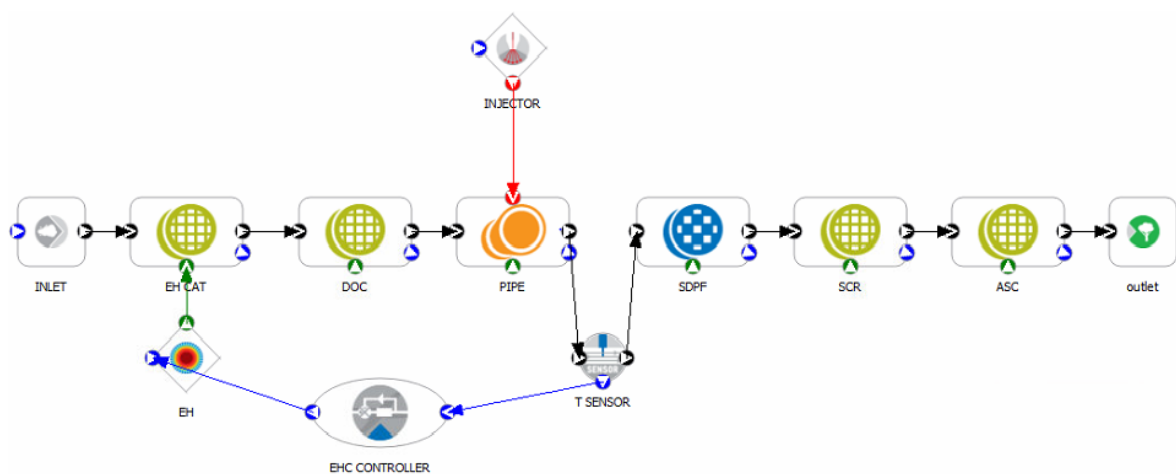 INJECTOR
INLET
EH CAT
DOC
PIPE
SDPF
SCR
ASC
outlet
SENSOR
T SENSOR
EH
EHC CONTROLLER